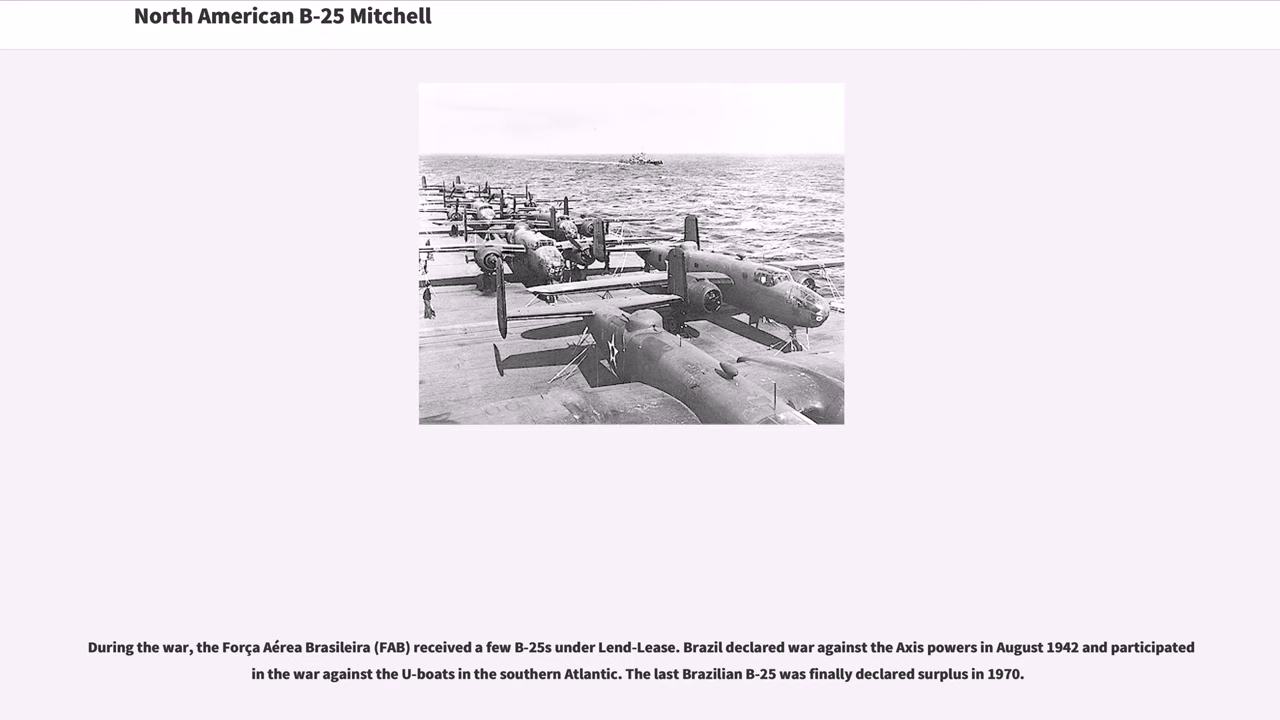 North American B-25 Mitchell
During the war, the Força Aérea Brasileira (FAB) received a few B-25s under Lend-Lease. Brazil declared war against the Axis powers in August 1942 and participated
in the war against the U-boats in the southern Atlantic. The last Brazilian B-25 was finally declared surplus in 1970.